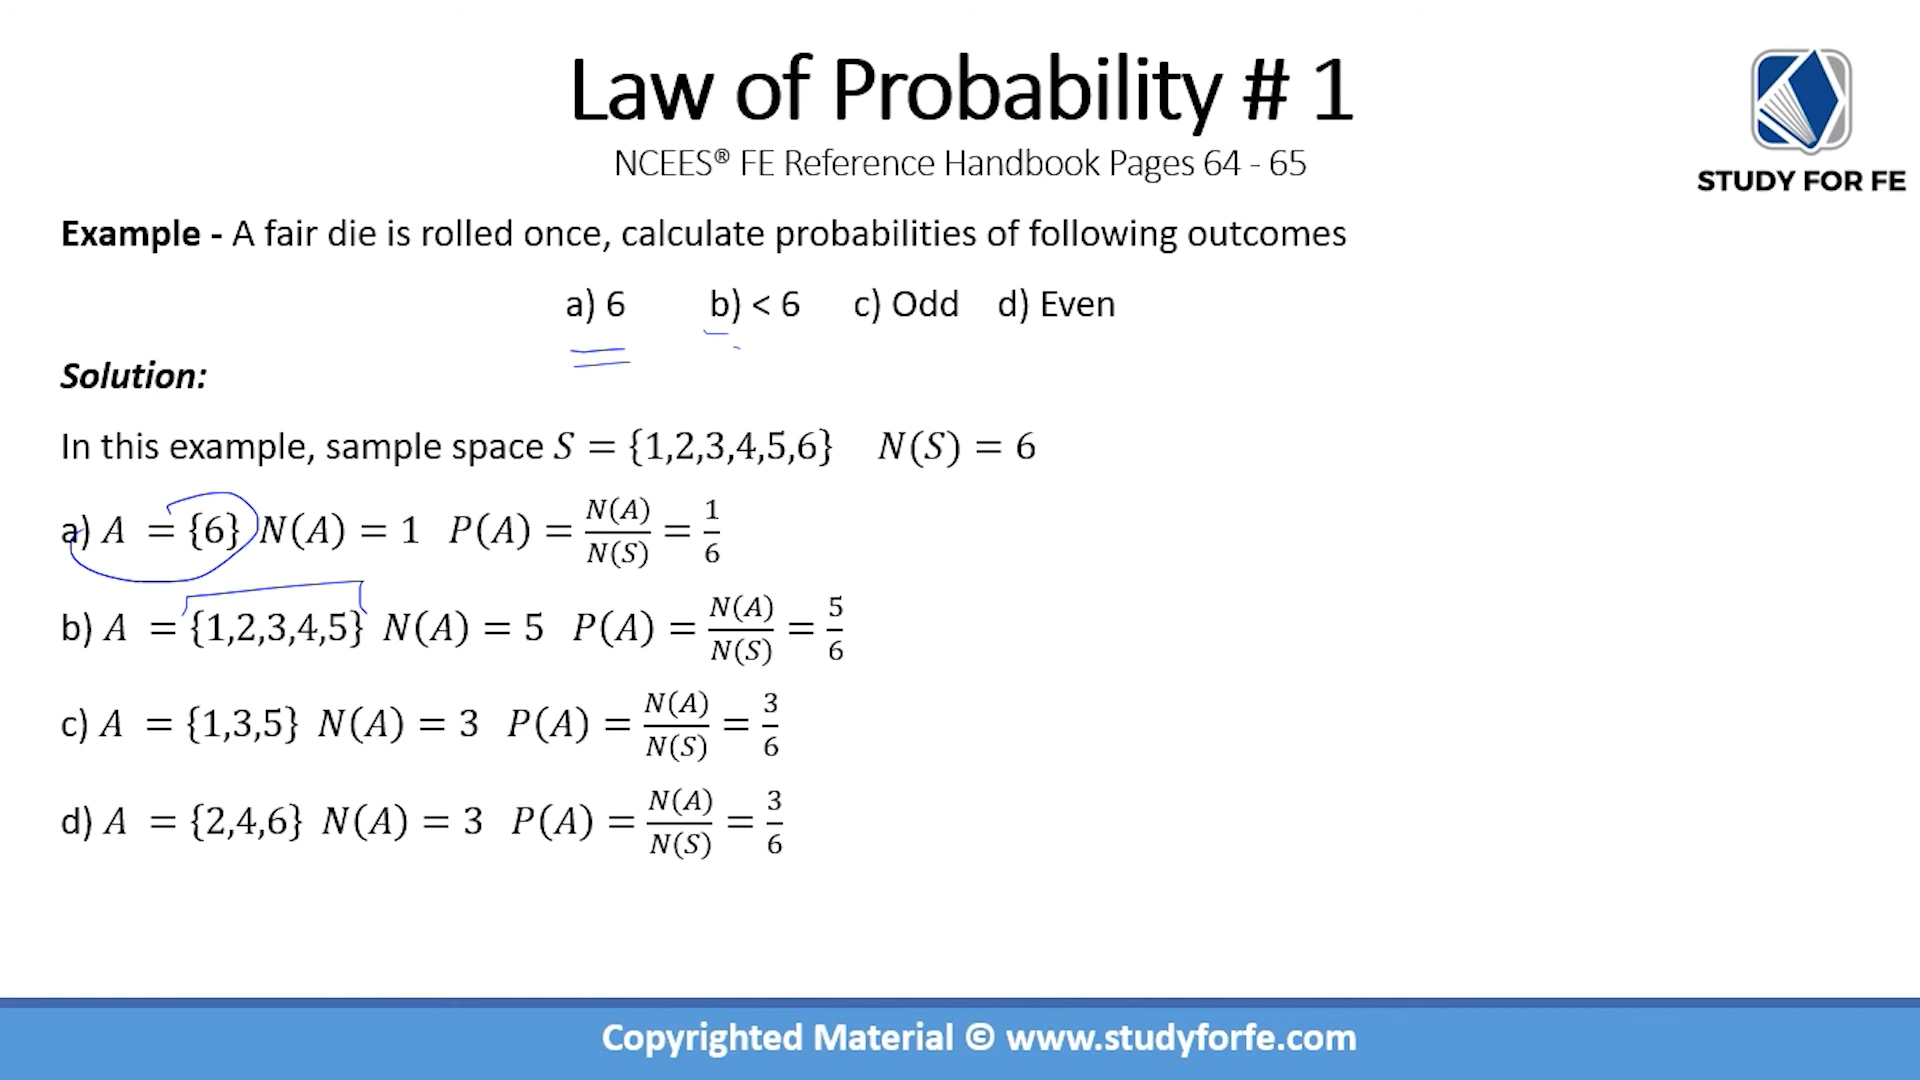 Law of Probability # 1
NCEES® FE Reference Handbook Pages 64 - 65
STUDY FOR FE
Example - A fair die is rolled once, calculate probabilities of following outcomes
a) 6 b) < 6 c) Odd d) Even
Solution:
In this example, sample space S = {1,2,3,4,5,6} N(S) = 6
a) A = {6} N(A) = 1 P(A) = N(A)/N(S) = 1/6
b) A = {1,2,3,4,5} N(A) = 5 P(A) = N(A)/N(S) = 5/6
c) A = {1,3,5} N(A) = 3 P(A) = N(A)/N(S) = 3/6
d) A = {2,4,6} N(A) = 3 P(A) = N(A)/N(S) = 3/6
Copyrighted Material © www.studyforfe.com